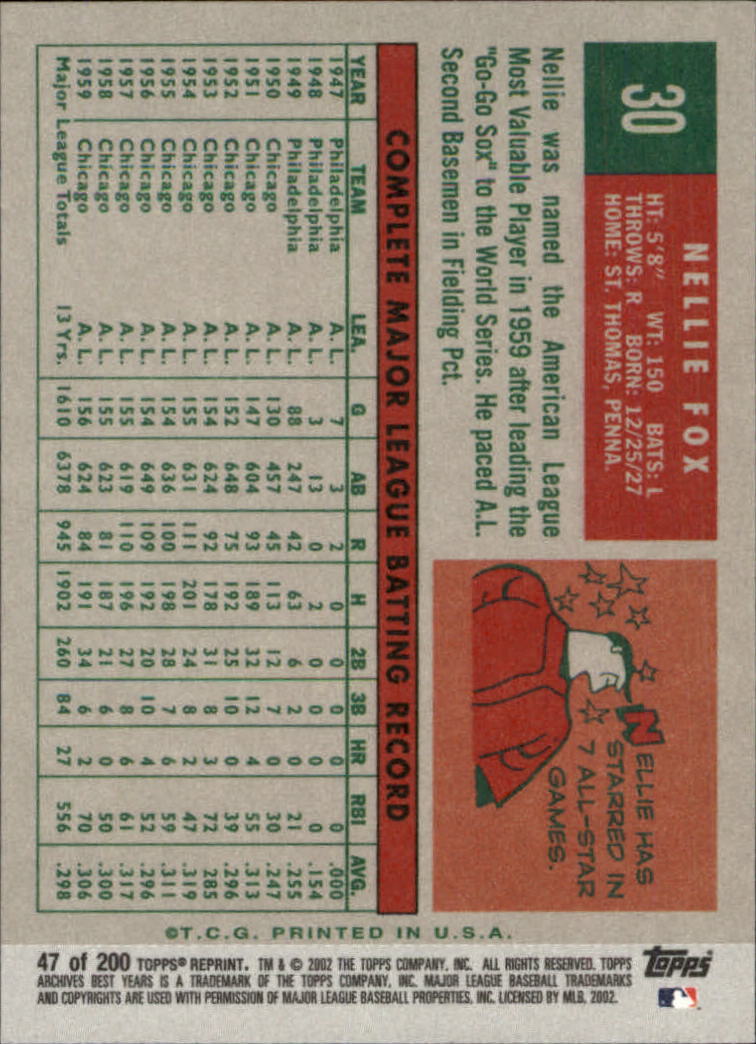 30
NELLIE FOX
HT: 5'8" WT: 150 BATS: L
THROWS: R BORN: 12/25/27
HOME: ST. THOMAS, PENNA.
Nellie was named the American League
Most Valuable Player in 1959 after leading the
"Go-Go Sox" to the World Series. He paced A.L.
Second Basemen in Fielding Pct.
NELLIE HAS
STARRED IN
7 ALL-STAR
GAMES.
COMPLETE MAJOR LEAGUE BATTING RECORD
YEAR TEAM LEA. G AB R H 2B 3B HR RBI AVG.
1947 Philadelphia A.L. 7 3 2 0 0 0 0 0 .000
1948 Philadelphia A.L. 3 13 0 2 0 0 0 0 .154
1949 Philadelphia A.L. 88 247 42 63 6 2 0 21 .255
1950 Chicago A.L. 130 457 45 113 12 7 0 30 .247
1951 Chicago A.L. 147 604 93 189 32 12 4 55 .313
1952 Chicago A.L. 152 648 75 192 25 10 0 39 .296
1953 Chicago A.L. 154 624 92 178 31 8 3 72 .285
1954 Chicago A.L. 155 631 111 201 24 8 2 47 .319
1955 Chicago A.L. 154 636 100 198 28 7 6 59 .311
1956 Chicago A.L. 154 649 109 192 20 10 4 52 .296
1957 Chicago A.L. 155 619 110 196 27 8 6 61 .317
1958 Chicago A.L. 155 623 81 187 21 6 0 50 .300
1959 Chicago A.L. 156 624 84 191 34 6 2 70 .306
Major League Totals 13 Yrs. 1610 6378 945 1902 260 84 27 556 .298
©T.C.G. PRINTED IN U.S.A.
47 of 200 TOPPS® REPRINT. TM & © 2002 THE TOPPS COMPANY, INC. ALL RIGHTS RESERVED. TOPPS
ARCHIVES BEST YEARS IS A TRADEMARK OF THE TOPPS COMPANY, INC. MAJOR LEAGUE BASEBALL TRADEMARKS
AND COPYRIGHTS ARE USED WITH PERMISSION OF MAJOR LEAGUE BASEBALL PROPERTIES, INC. LICENSED BY MLB, 2002.
topps